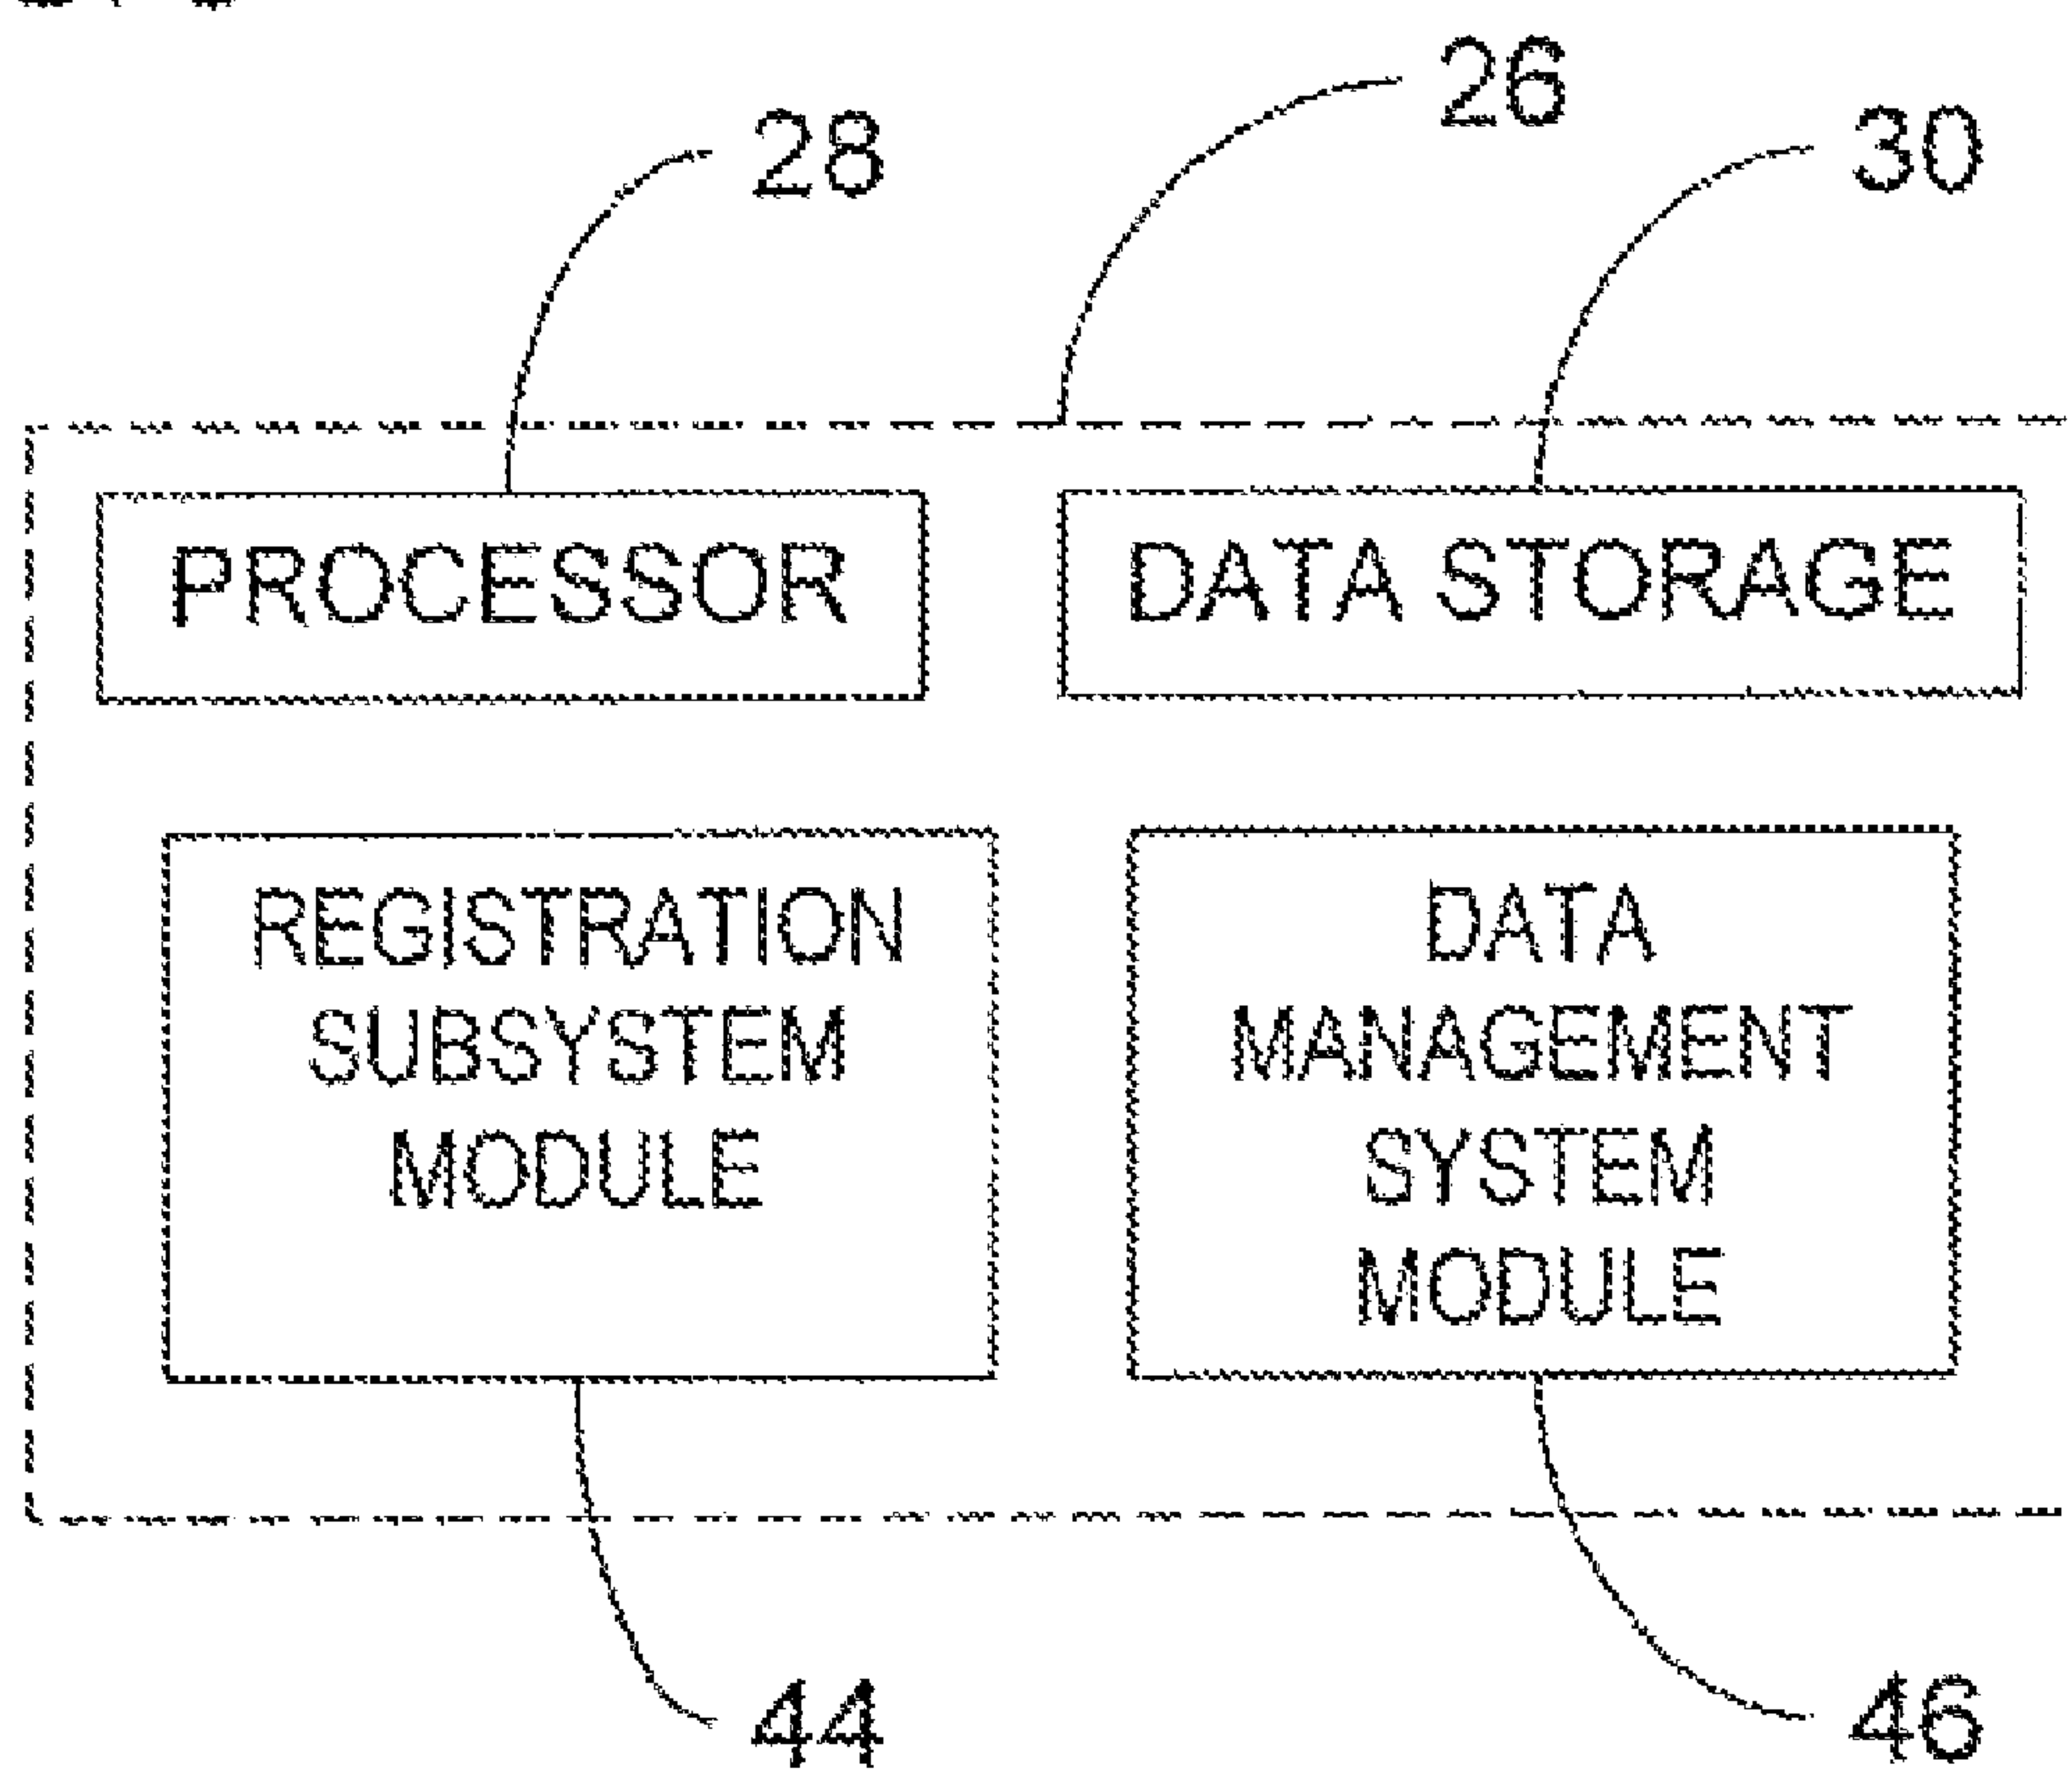 26
28
30
PROCESSOR
DATA STORAGE
REGISTRATION
SUBSYSTEM
MODULE
DATA
MANAGEMENT
SYSTEM
MODULE
44
46